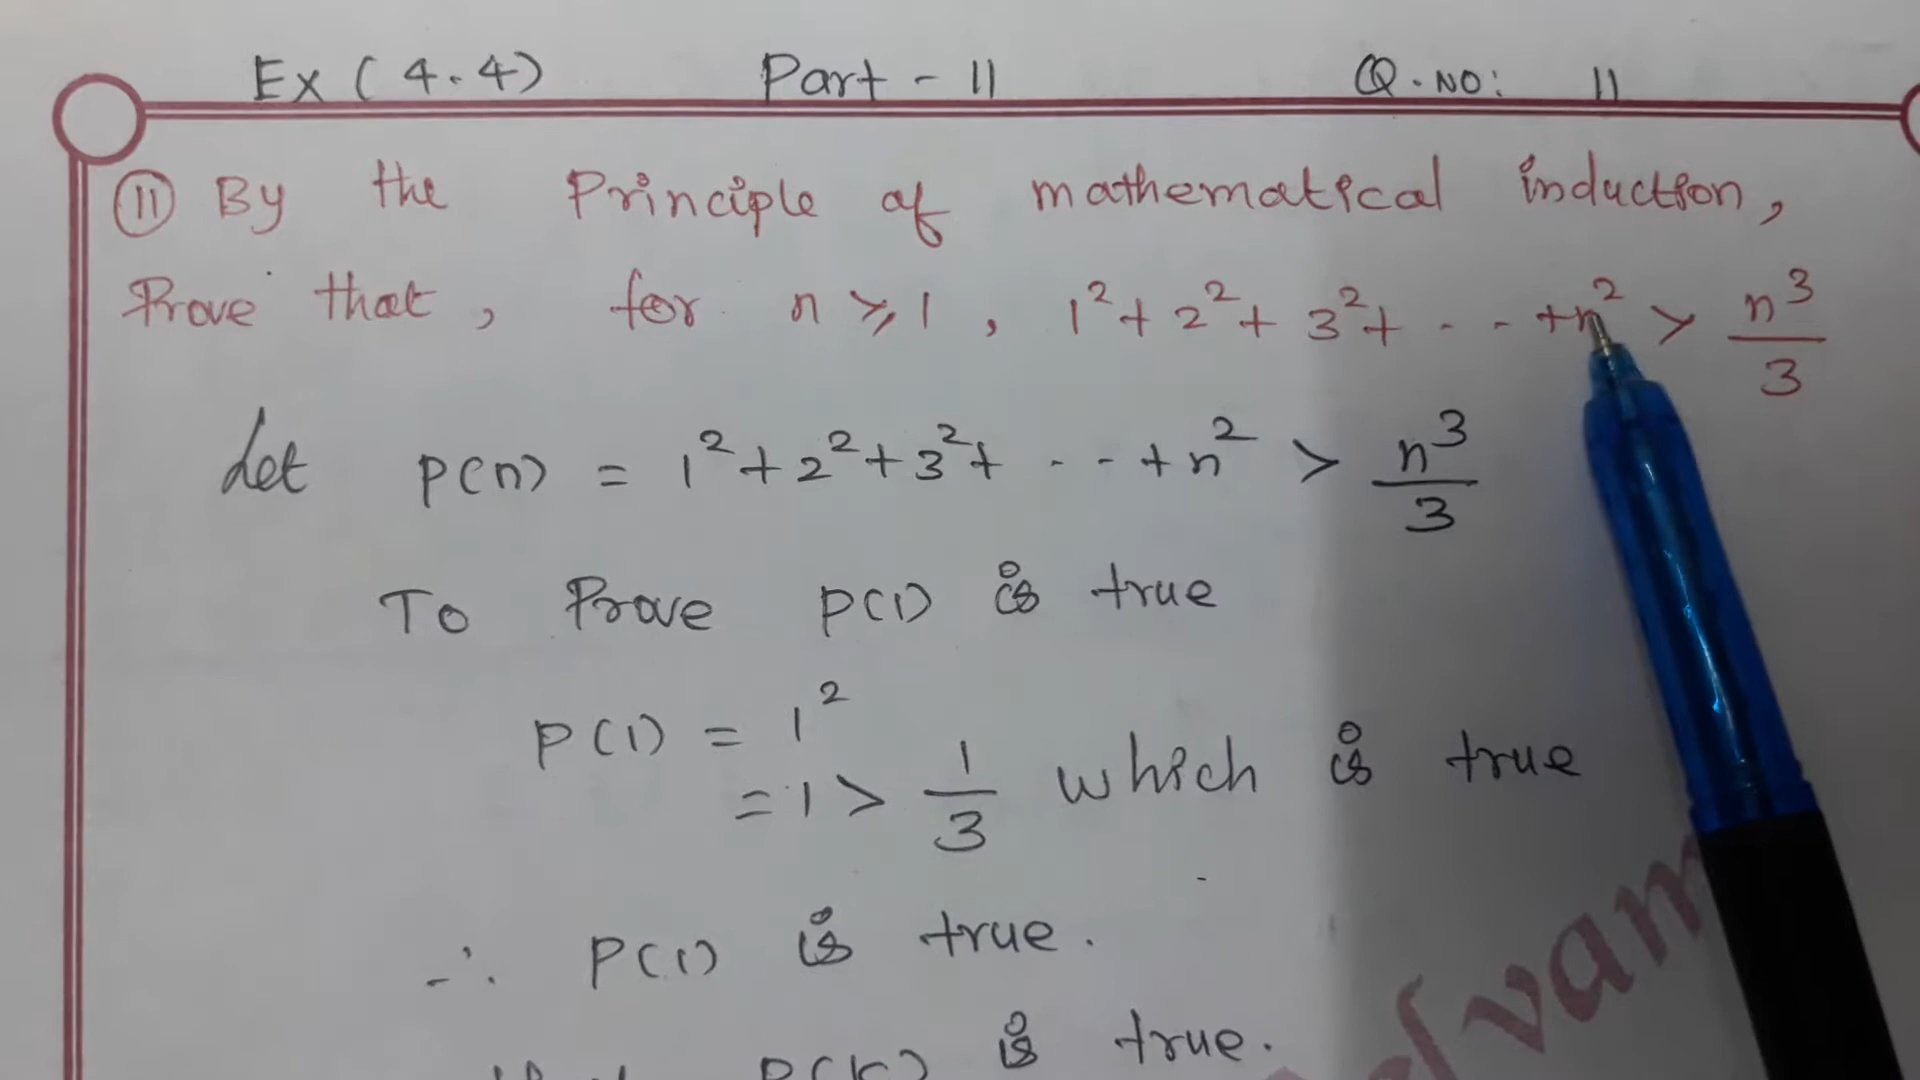 Ex (4.4) Part - 11 Q.NO: 11
⑪ By the Principle of mathematical induction,
Prove that, for n ≥ 1, 1² + 2² + 3² + - - + n² > n³/3
Let P(n) = 1² + 2² + 3² + - - + n² > n³/3
To Prove P(1) is true
P(1) = 1²
= 1 > 1/3 which is true
∴ P(1) is true.
P(k) is true.